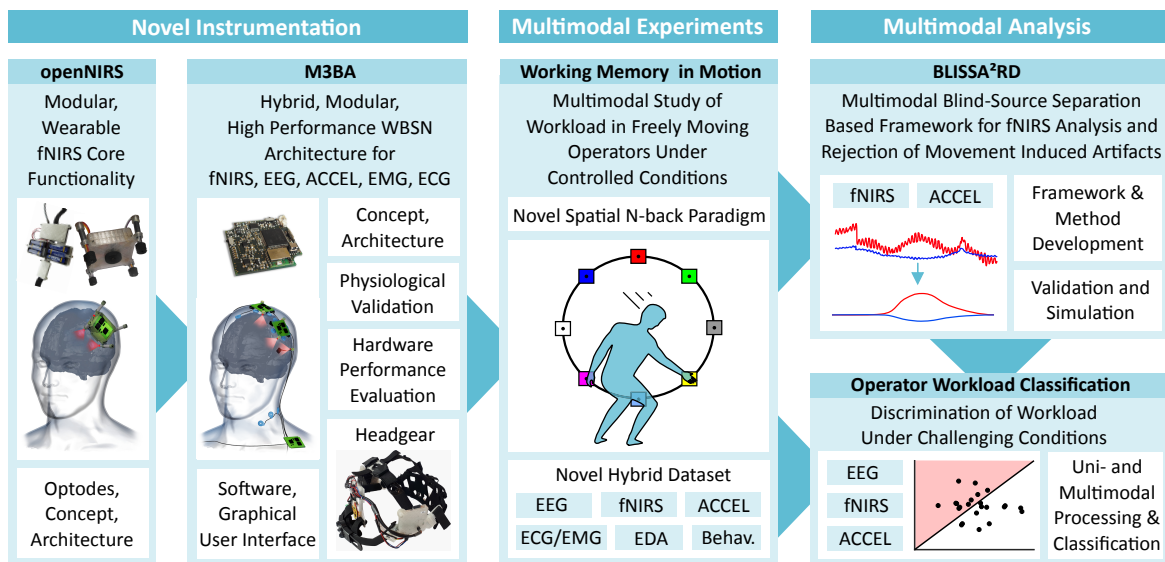 Novel Instrumentation
openNIRS
Modular,
Wearable
fNIRS Core
Functionality
Optodes,
Concept,
Architecture
M3BA
Hybrid, Modular,
High Performance WBSN
Architecture for
fNIRS, EEG, ACCEL, EMG, ECG
Concept,
Architecture
Physiological
Validation
Hardware
Performance
Evaluation
Headgear
Software,
Graphical
User Interface
Multimodal Experiments
Working Memory in Motion
Multimodal Study of
Workload in Freely Moving
Operators Under
Controlled Conditions
Novel Spatial N-back Paradigm
Novel Hybrid Dataset
EEG
fNIRS
ACCEL
ECG/EMG
EDA
Behav.
Multimodal Analysis
BLISSA²RD
Multimodal Blind-Source Separation
Based Framework for fNIRS Analysis and
Rejection of Movement Induced Artifacts
fNIRS
ACCEL
Framework &
Method
Development
Validation and
Simulation
Operator Workload Classification
Discrimination of Workload
Under Challenging Conditions
EEG
fNIRS
ACCEL
Uni- and
Multimodal
Processing &
Classification